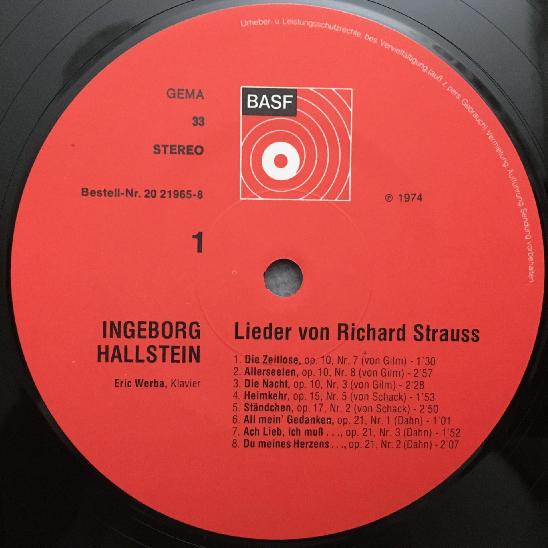 Urheber- u. Leistungsschutzrechte, bes. Vervielfältigung (auß. z. pers. Gebrauch), Vermietung, Aufführung, Sendung vorbehalten
GEMA
BASF
33
STEREO
Bestell-Nr. 20 21965-8
℗ 1974
1
INGEBORG
HALLSTEIN
Eric Werba, Klavier
Lieder von Richard Strauss
1. Die Zeitlose, op. 10, Nr. 7 (von Gilm) - 1'30
2. Allerseelen, op. 10, Nr. 8 (von Gilm) - 2'57
3. Die Nacht, op. 10, Nr. 3 (von Gilm) - 2'28
4. Heimkehr, op. 15, Nr. 5 (von Schack) - 1'53
5. Ständchen, op. 17, Nr. 2 (von Schack) - 2'50
6. All mein' Gedanken, op. 21, Nr. 1 (Dahn) - 1'01
7. Ach Lieb, ich muß . . ., op. 21, Nr. 3 (Dahn) - 1'52
8. Du meines Herzens . . ., op. 21, Nr. 2 (Dahn) - 2'07